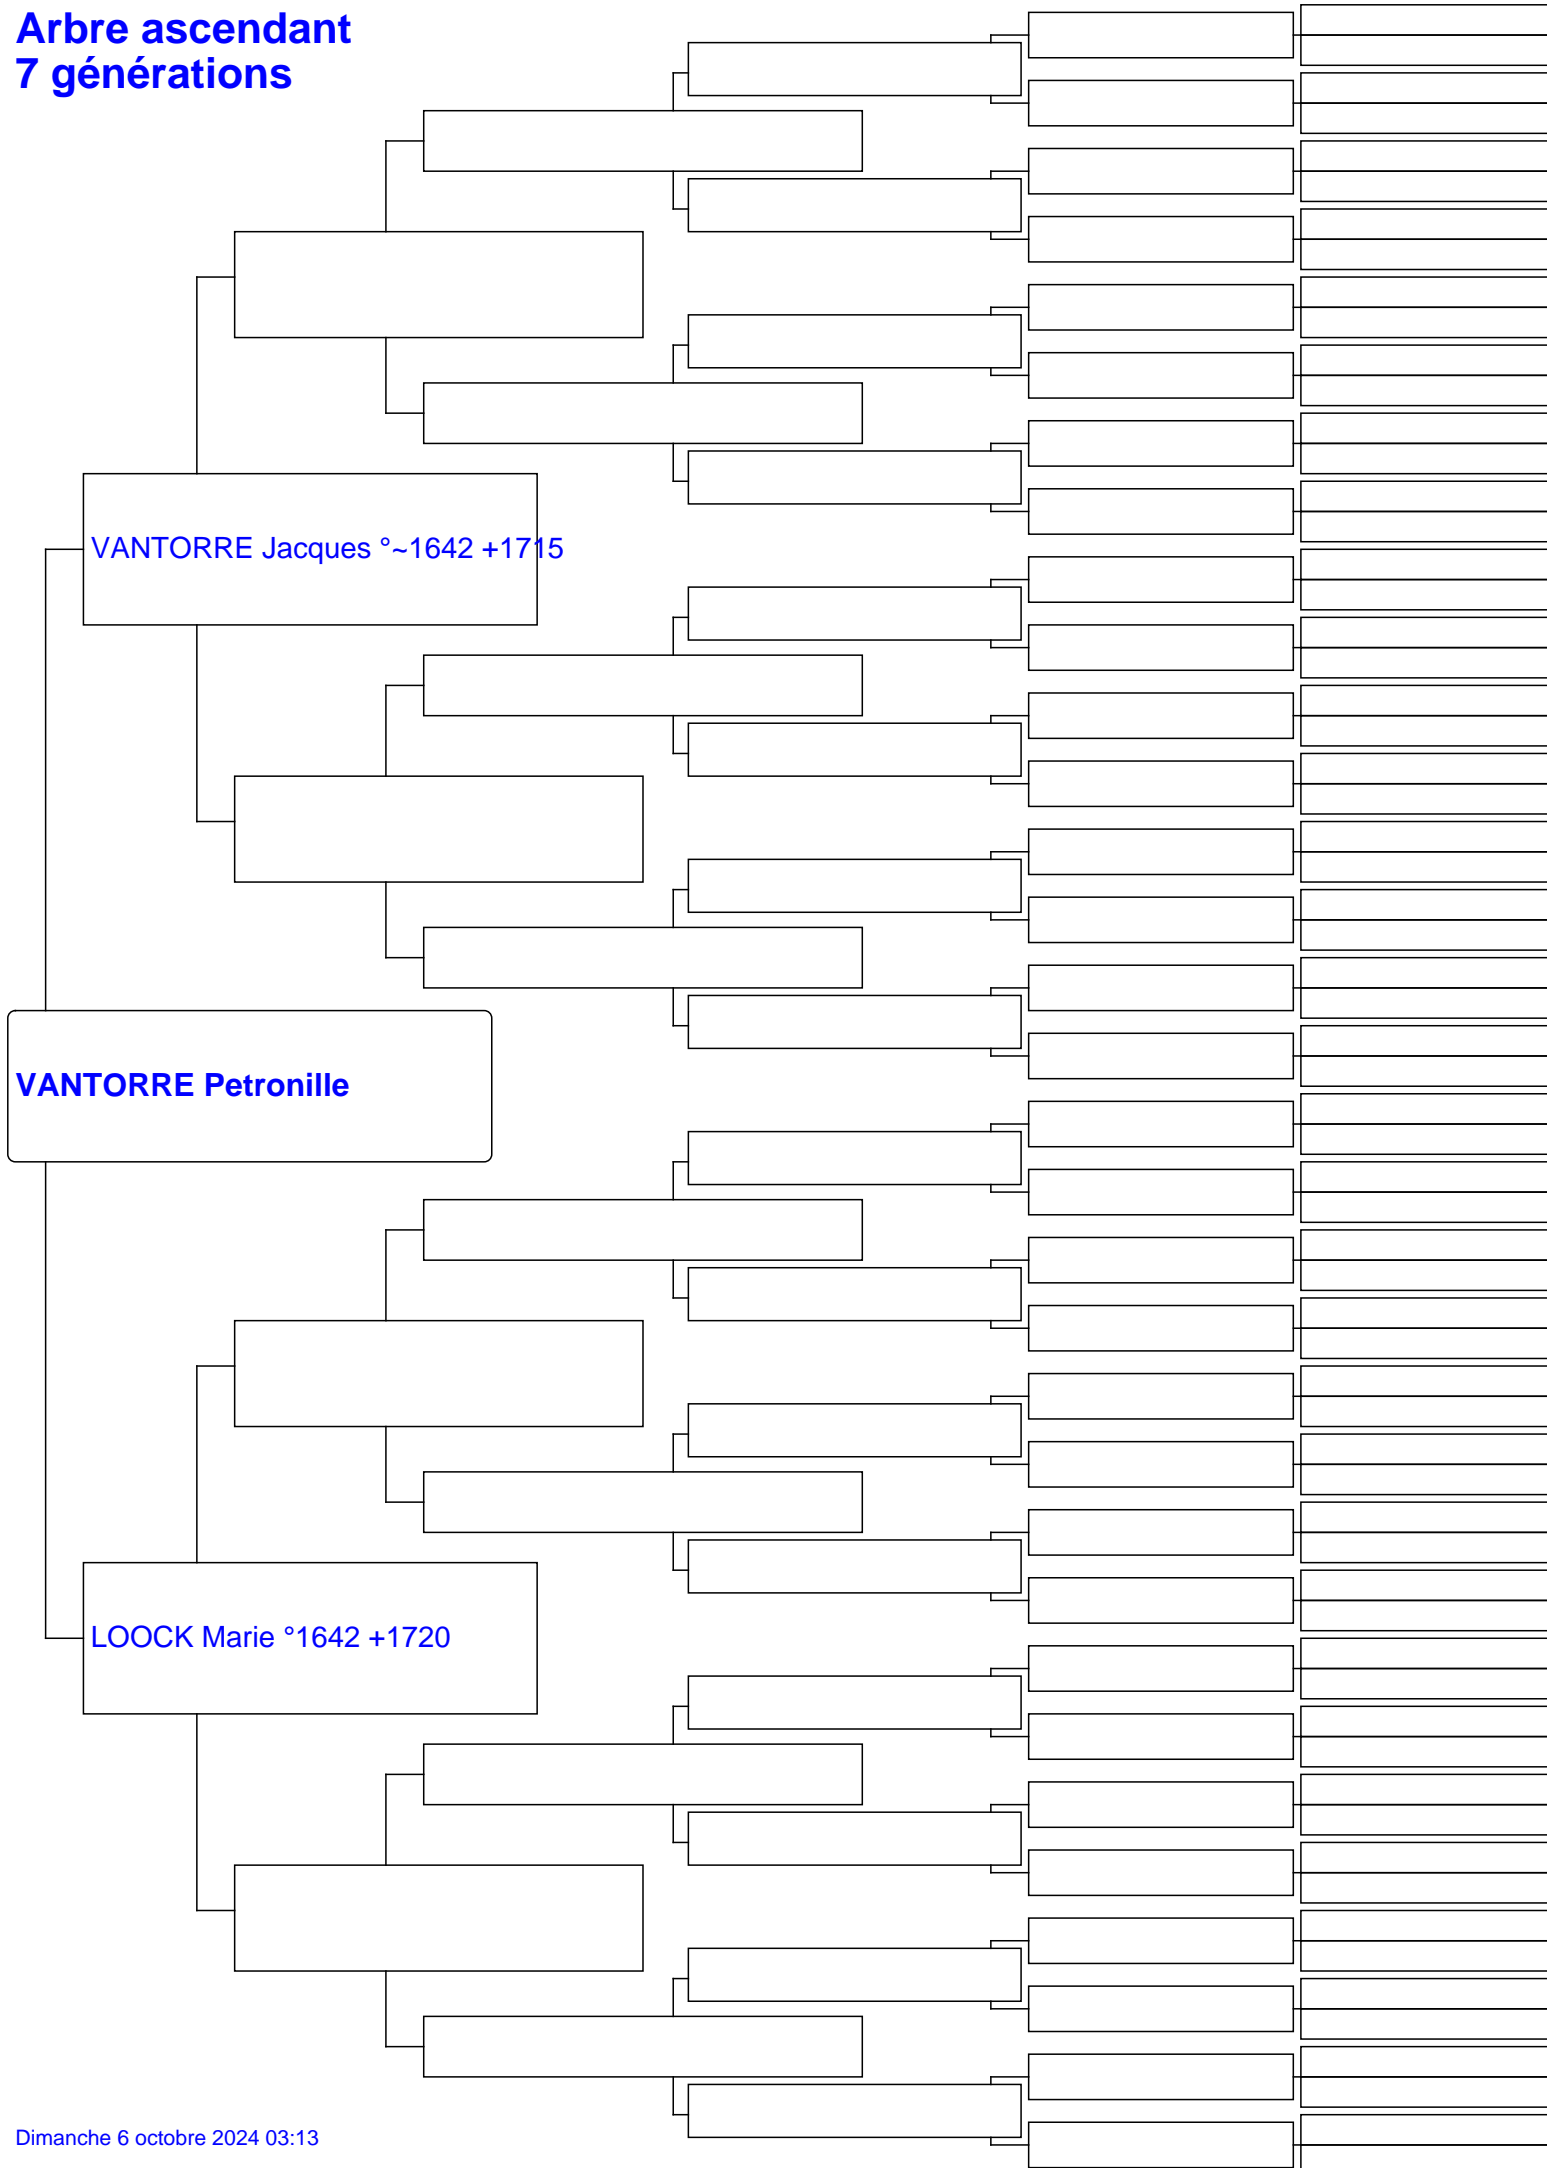 Arbre ascendant
7 générations
VANTORRE Jacques °~1642 +1715
VANTORRE Petronille
LOOCK Marie °1642 +1720
Dimanche 6 octobre 2024 03:13